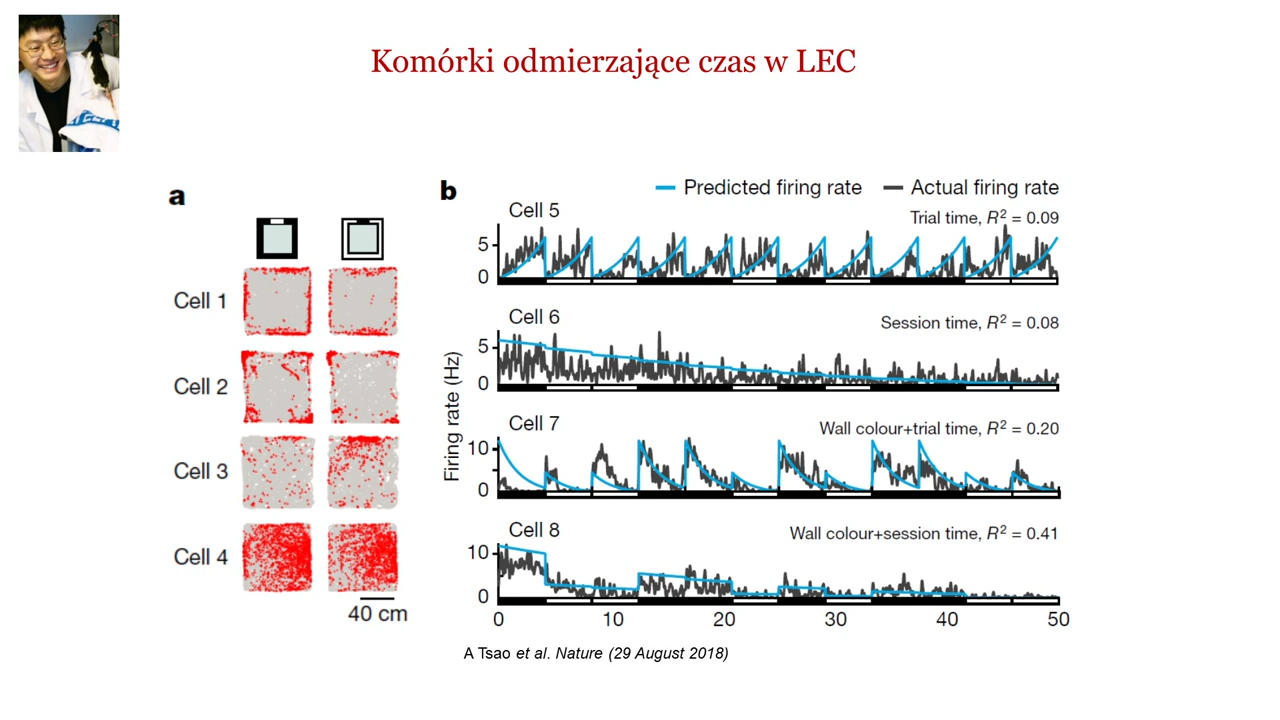 Komórki odmierzające czas w LEC
a
Cell 1
Cell 2
Cell 3
Cell 4
40 cm
b
Predicted firing rate
Actual firing rate
Firing rate (Hz)
Cell 5
Trial time, R² = 0.09
5
0
Cell 6
Session time, R² = 0.08
5
0
Cell 7
Wall colour+trial time, R² = 0.20
10
0
Cell 8
Wall colour+session time, R² = 0.41
10
0
0 10 20 30 40 50
A Tsao et al. Nature (29 August 2018)